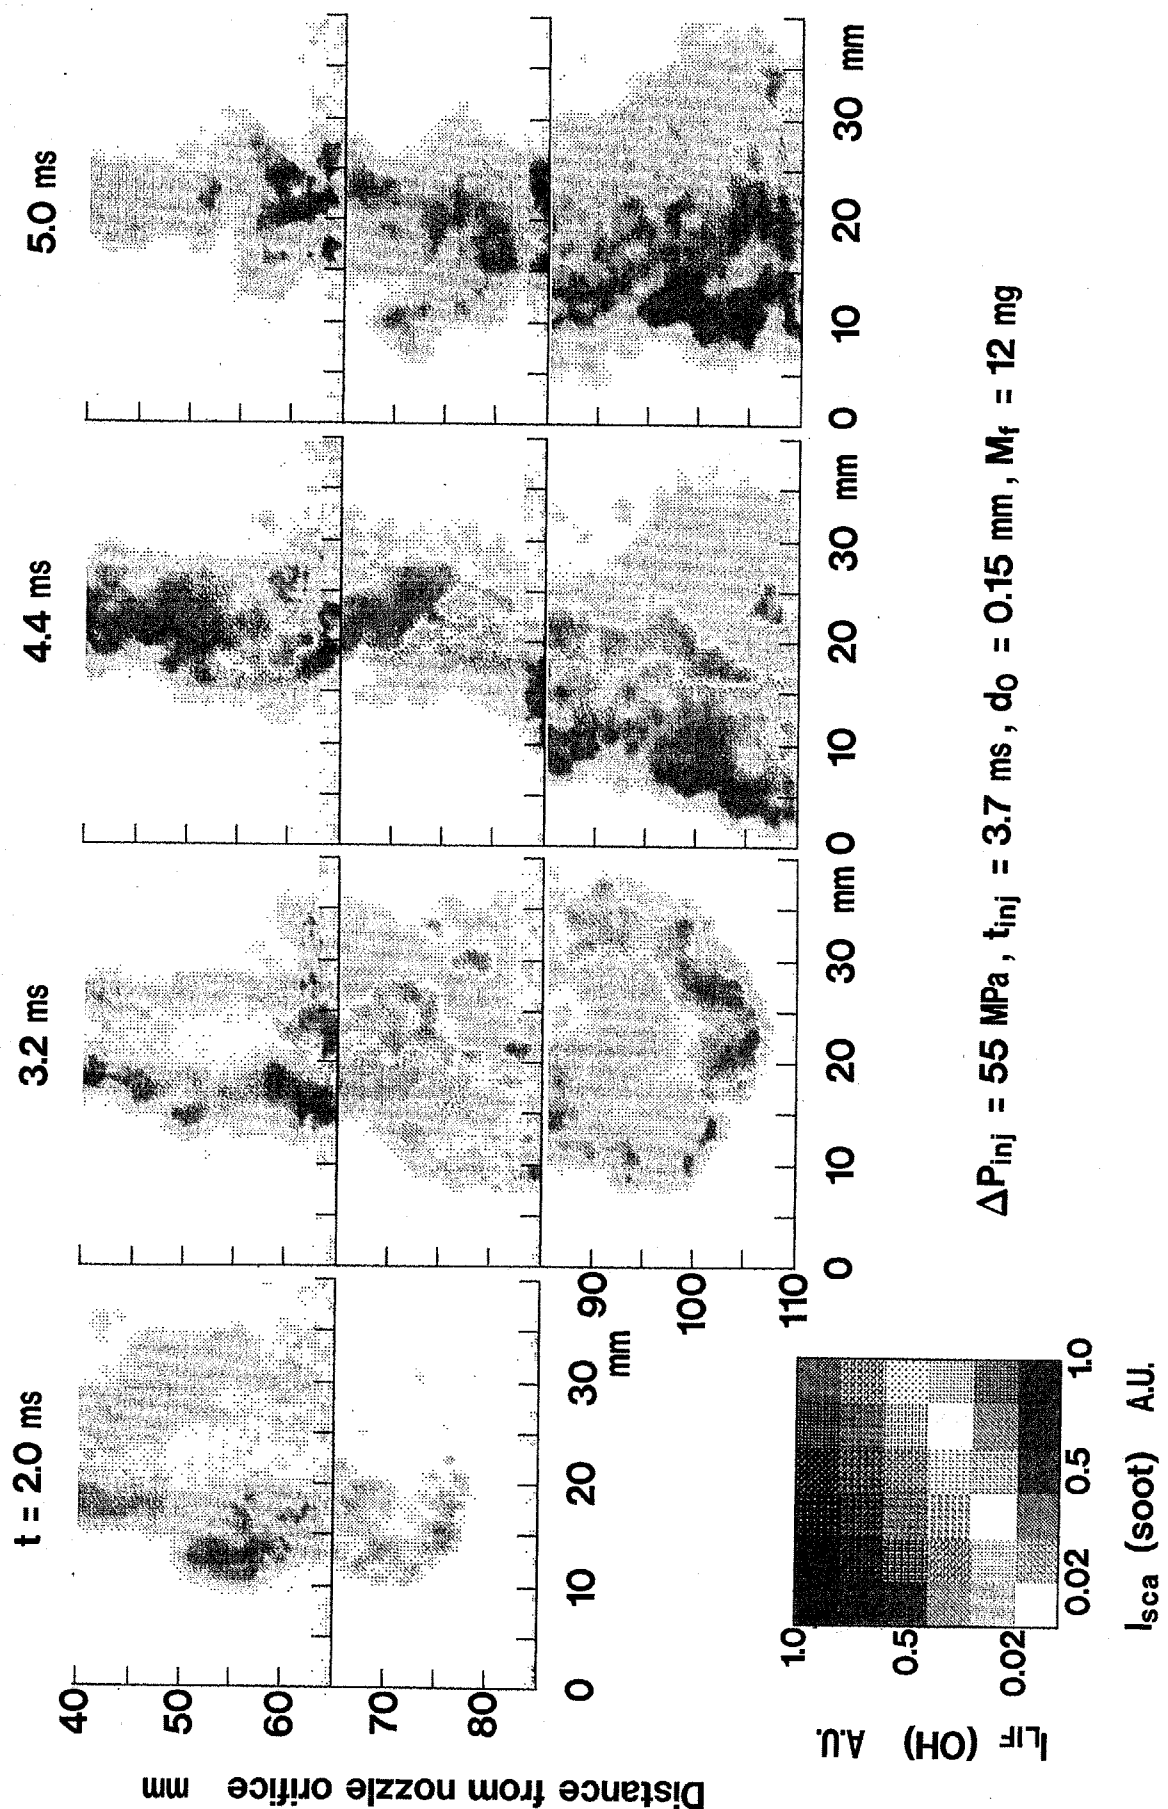 t = 2.0 ms
3.2 ms
4.4 ms
5.0 ms
Distance from nozzle orifice mm
40
50
60
70
80
90
100
110
0 10 20 30
mm
0 10 20 30 mm
0 10 20 30 mm
0 10 20 30 mm
I_LIF (OH) A.U.
1.0
0.5
0.02
0.02 0.5 1.0
I_sca (soot) A.U.
ΔP_inj = 55 MPa , t_inj = 3.7 ms , d_o = 0.15 mm , M_f = 12 mg